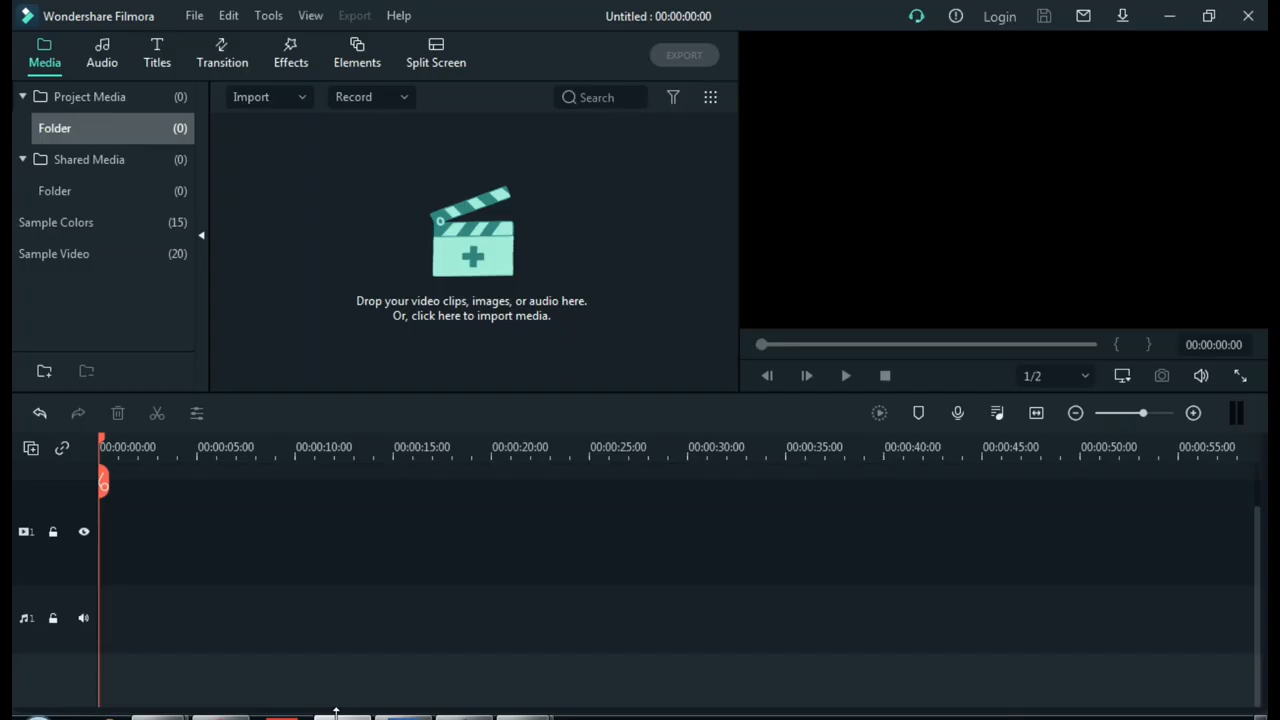 Wondershare Filmora File Edit Tools View Export Help Untitled : 00:00:00:00 Login
Media Audio Titles Transition Effects Elements Split Screen EXPORT
Project Media (0) Import Record Search
Folder (0)
Shared Media (0)
Folder (0)
Sample Colors (15)
Sample Video (20)
Drop your video clips, images, or audio here.
Or, click here to import media.
{ } 00:00:00:00
1/2
00:00:00:00 00:00:05:00 00:00:10:00 00:00:15:00 00:00:20:00 00:00:25:00 00:00:30:00 00:00:35:00 00:00:40:00 00:00:45:00 00:00:50:00 00:00:55:00
1
1